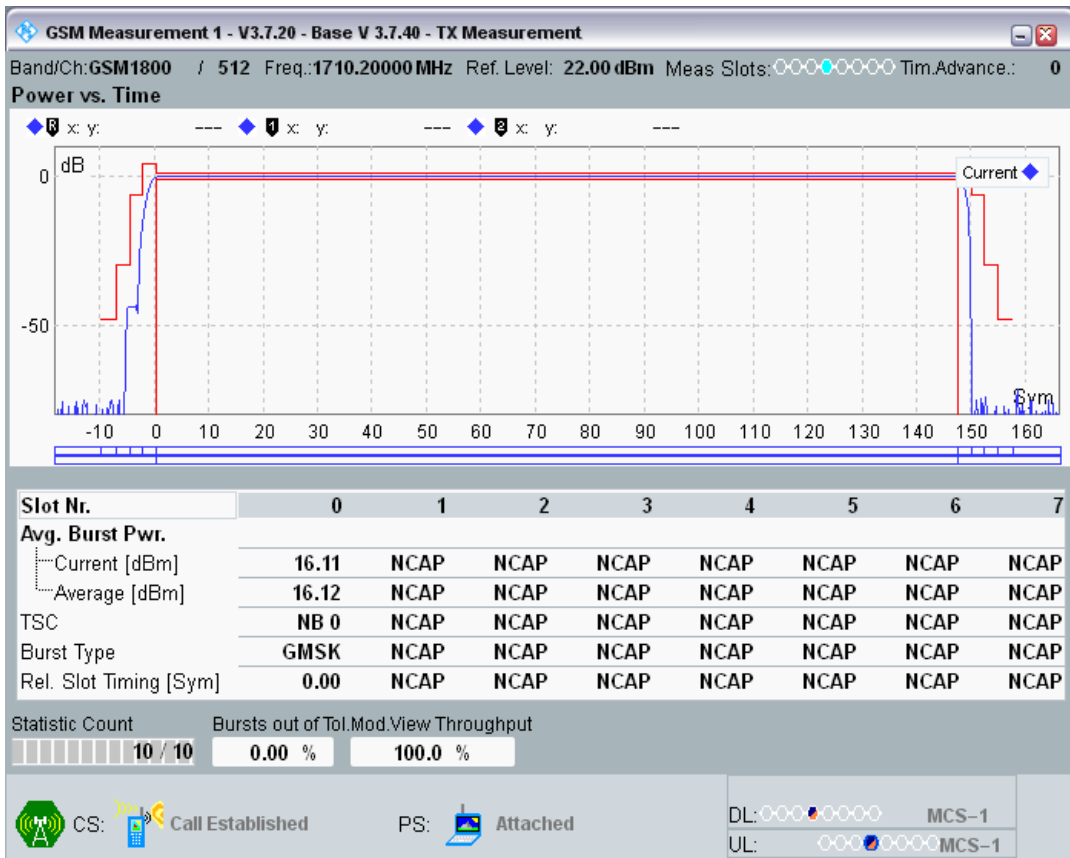 GSM Measurement 1 - V3.7.20 - Base V 3.7.40 - TX Measurement
Band/Ch:GSM1800 / 512 Freq.:1710.20000 MHz Ref. Level: 22.00 dBm Meas Slots: Tim.Advance.: 0
Power vs. Time
R x: y: --- 1 x: y: --- 2 x: y: ---
dB
Current
0
-50
Sym
-10 0 10 20 30 40 50 60 70 80 90 100 110 120 130 140 150 160
Slot Nr. 0 1 2 3 4 5 6 7
Avg. Burst Pwr.
Current [dBm] 16.11 NCAP NCAP NCAP NCAP NCAP NCAP NCAP
Average [dBm] 16.12 NCAP NCAP NCAP NCAP NCAP NCAP NCAP
TSC NB 0 NCAP NCAP NCAP NCAP NCAP NCAP NCAP
Burst Type GMSK NCAP NCAP NCAP NCAP NCAP NCAP NCAP
Rel. Slot Timing [Sym] 0.00 NCAP NCAP NCAP NCAP NCAP NCAP NCAP
Statistic Count Bursts out of Tol. Mod.View Throughput
10 / 10 0.00 % 100.0 %
CS: Call Established PS: Attached
DL: MCS-1
UL: MCS-1